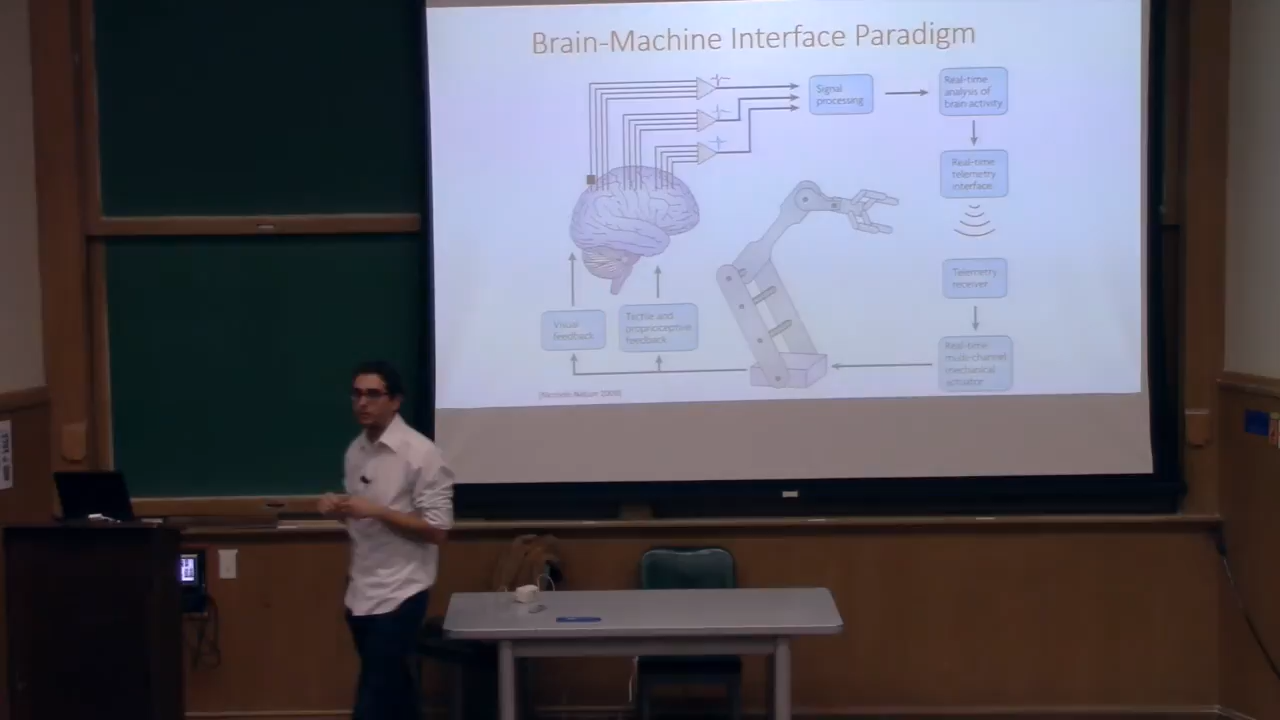 Brain-Machine Interface Paradigm
Signal
processing
Real-time
analysis of
brain activity
Real-time
telemetry
interface
Telemetry
receiver
Real-time
multi-channel
mechanical
actuator
Visual
feedback
Tactile and
proprioceptive
feedback